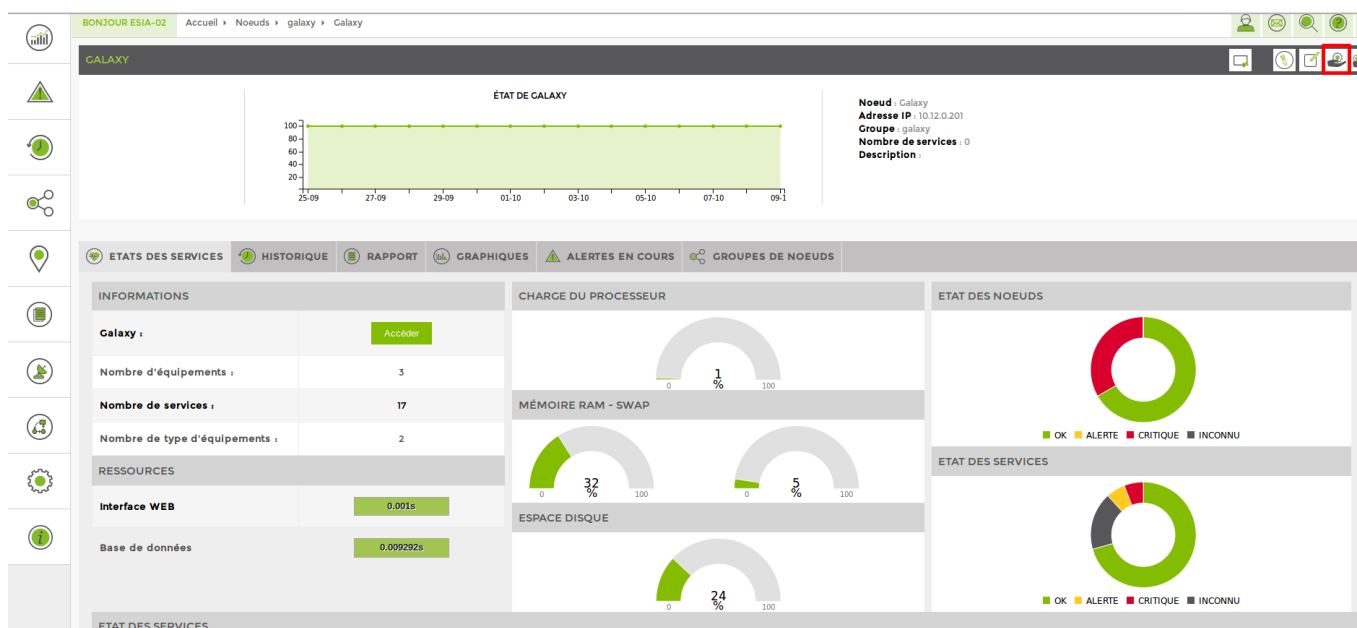 BONJOUR ESIA-02 Accueil Noeuds galaxy Galaxy
GALAXY
ÉTAT DE GALAXY
100
80
60
40
20
25-09 27-09 29-09 01-10 03-10 05-10 07-10 09-1
Noeud : Galaxy
Adresse IP : 10.12.0.201
Groupe : galaxy
Nombre de services : 0
Description :
ETATS DES SERVICES HISTORIQUE RAPPORT GRAPHIQUES ALERTES EN COURS GROUPES DE NOEUDS
INFORMATIONS
Galaxy : Accéder
Nombre d'équipements : 3
Nombre de services : 17
Nombre de type d'équipements : 2
RESSOURCES
Interface WEB 0.001s
Base de données 0.009292s
CHARGE DU PROCESSEUR
1
%
0 100
MÉMOIRE RAM - SWAP
32 5
% %
0 100 0 100
ESPACE DISQUE
24
%
0 100
ETAT DES NOEUDS
OK ALERTE CRITIQUE INCONNU
ETAT DES SERVICES
OK ALERTE CRITIQUE INCONNU
ETAT DES SERVICES